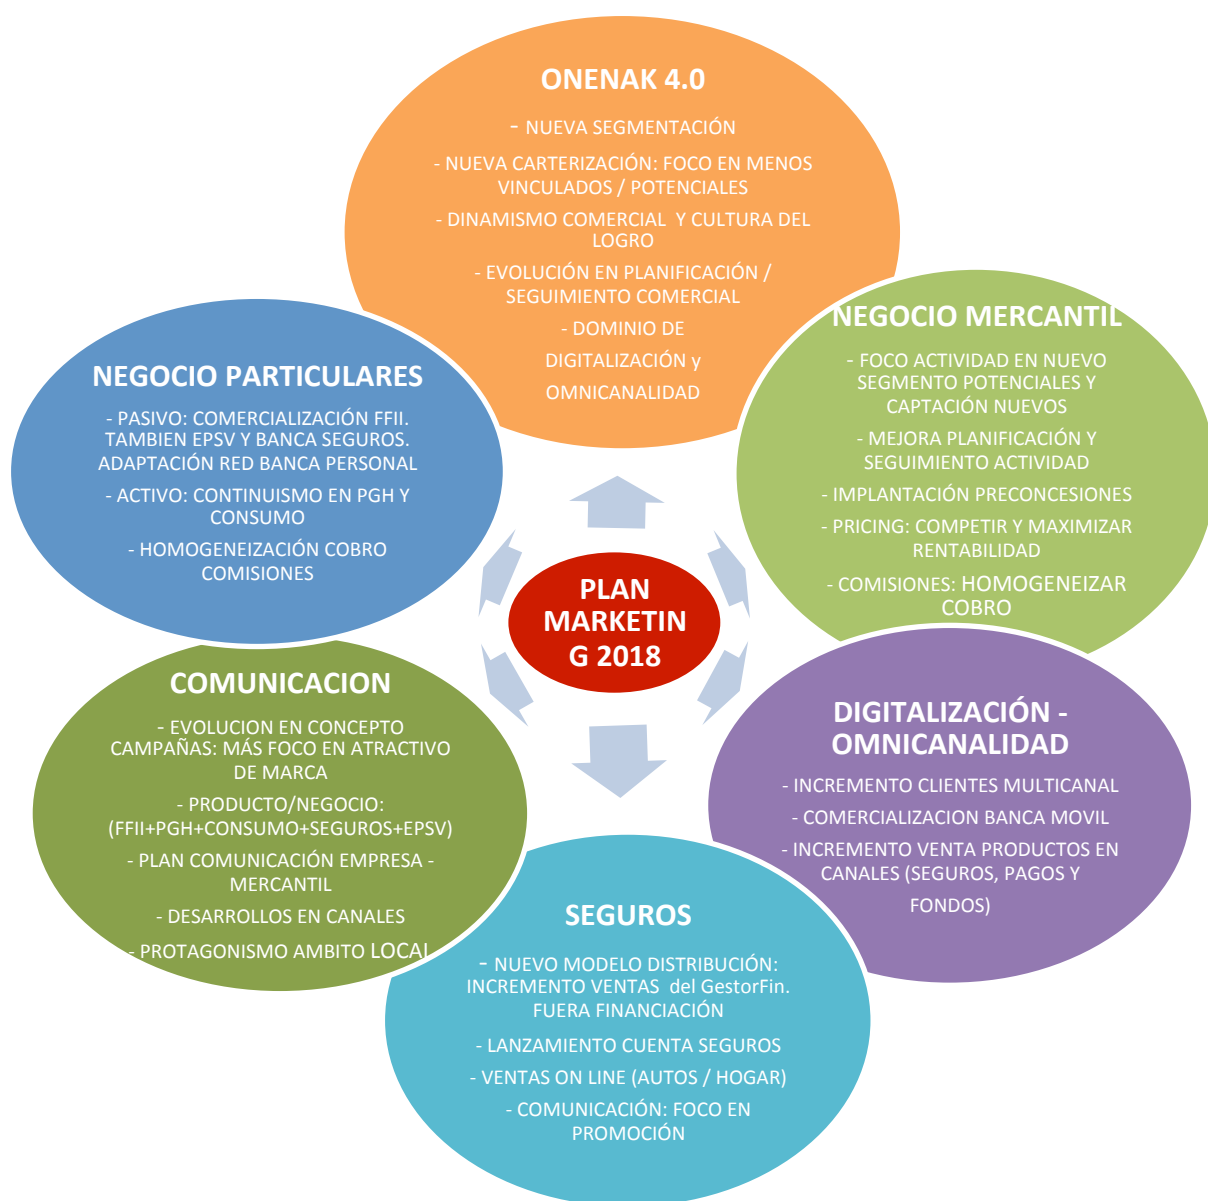 ONENAK 4.0
- NUEVA SEGMENTACIÓN
- NUEVA CARTERIZACIÓN: FOCO EN MENOS
VINCULADOS / POTENCIALES
- DINAMISMO COMERCIAL Y CULTURA DEL
LOGRO
- EVOLUCIÓN EN PLANIFICACIÓN /
SEGUIMIENTO COMERCIAL
- DOMINIO DE
DIGITALIZACIÓN y
OMNICANALIDAD
NEGOCIO MERCANTIL
- FOCO ACTIVIDAD EN NUEVO
SEGMENTO POTENCIALES Y
CAPTACIÓN NUEVOS
- MEJORA PLANIFICACIÓN Y
SEGUIMIENTO ACTIVIDAD
- IMPLANTACIÓN PRECONCESIONES
- PRICING: COMPETIR Y MAXIMIZAR
RENTABILIDAD
- COMISIONES: HOMOGENEIZAR
COBRO
DIGITALIZACIÓN -
OMNICANALIDAD
- INCREMENTO CLIENTES MULTICANAL
- COMERCIALIZACION BANCA MOVIL
- INCREMENTO VENTA PRODUCTOS EN
CANALES (SEGUROS, PAGOS Y
FONDOS)
SEGUROS
- NUEVO MODELO DISTRIBUCIÓN:
INCREMENTO VENTAS del GestorFin.
FUERA FINANCIACIÓN
- LANZAMIENTO CUENTA SEGUROS
- VENTAS ON LINE (AUTOS / HOGAR)
- COMUNICACIÓN: FOCO EN
PROMOCIÓN
COMUNICACION
- EVOLUCION EN CONCEPTO
CAMPAÑAS: MÁS FOCO EN ATRACTIVO
DE MARCA
- PRODUCTO/NEGOCIO:
(FFII+PGH+CONSUMO+SEGUROS+EPSV)
- PLAN COMUNICACIÓN EMPRESA -
MERCANTIL
- DESARROLLOS EN CANALES
- PROTAGONISMO AMBITO LOCAL
NEGOCIO PARTICULARES
- PASIVO: COMERCIALIZACIÓN FFII.
TAMBIEN EPSV Y BANCA SEGUROS.
ADAPTACIÓN RED BANCA PERSONAL
- ACTIVO: CONTINUISMO EN PGH Y
CONSUMO
- HOMOGENEIZACIÓN COBRO
COMISIONES
PLAN
MARKETIN
G 2018